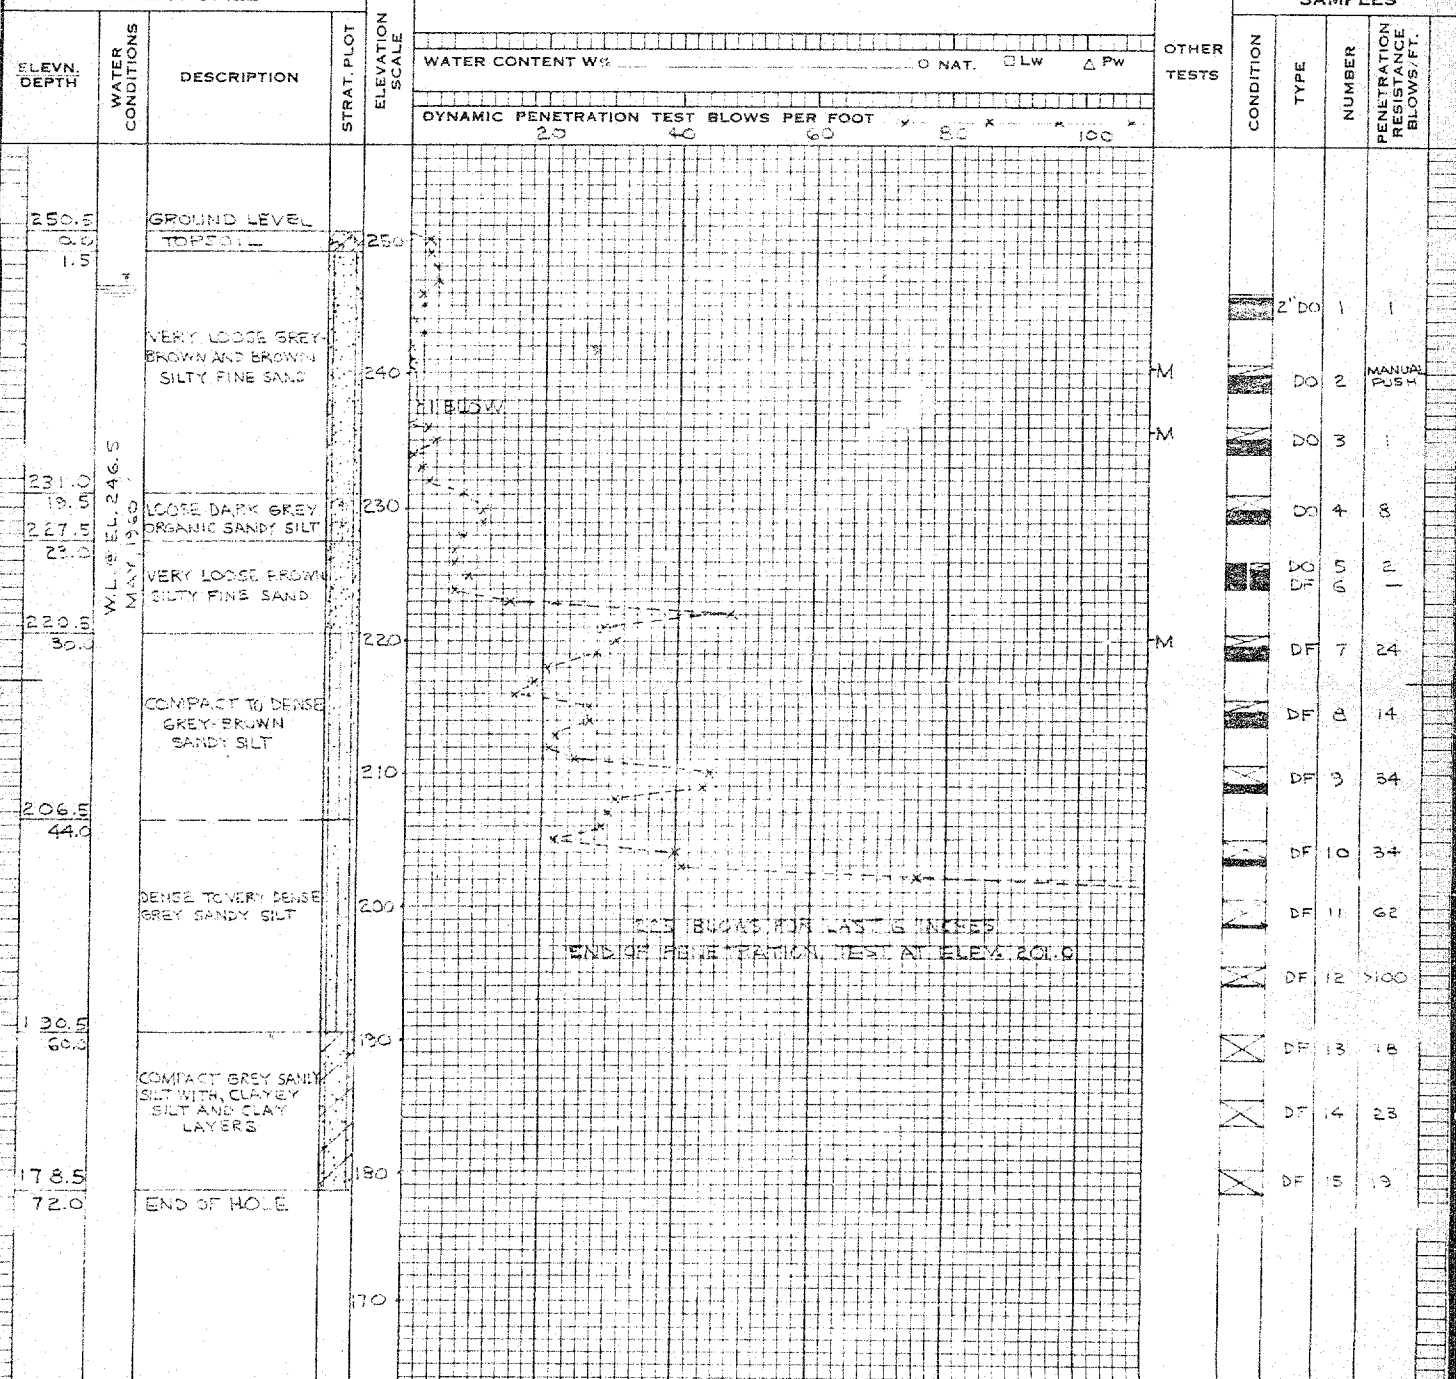 SAMPLES
ELEVN.
DEPTH
WATER
CONDITIONS
DESCRIPTION
STRAT. PLOT
ELEVATION
SCALE
WATER CONTENT W% O NAT. □ LW △ PW
DYNAMIC PENETRATION TEST BLOWS PER FOOT
20 40 60 80 100
OTHER
TESTS
CONDITION
TYPE
NUMBER
PENETRATION
RESISTANCE
BLOWS/FT.
250.5 GROUND LEVEL
0.0 TOPSOIL
1.5
250
VERY LOOSE GREY-
BROWN AND BROWN
SILTY FINE SAND
2" DO 1 1
240
M
DO 2 MANUAL
PUSH
1 BLOW
M
DO 3 1
W.L. @ EL. 246.5
MAY 1960
231.0
19.5
LOOSE DARK GREY
ORGANIC SANDY SILT
230
DO 4 8
227.5
23.0
VERY LOOSE BROWN
SILTY FINE SAND
DO 5 2
DF 6 —
220.5
30.0
220
M
DF 7 24
COMPACT TO DENSE
GREY-BROWN
SANDY SILT
DF 8 14
210
DF 9 34
206.5
44.0
DF 10 34
DENSE TO VERY DENSE
GREY SANDY SILT
200
225 BLOWS FOR LAST 6 INCHES
END OF PENETRATION TEST AT ELEV. 201.0
DF 11 62
DF 12 >100
190.5
60.0
190
DF 13 18
COMPACT GREY SANDY
SILT WITH, CLAYEY
SILT AND CLAY
LAYERS
DF 14 23
178.5
72.0
180
DF 15 19
END OF HOLE
170